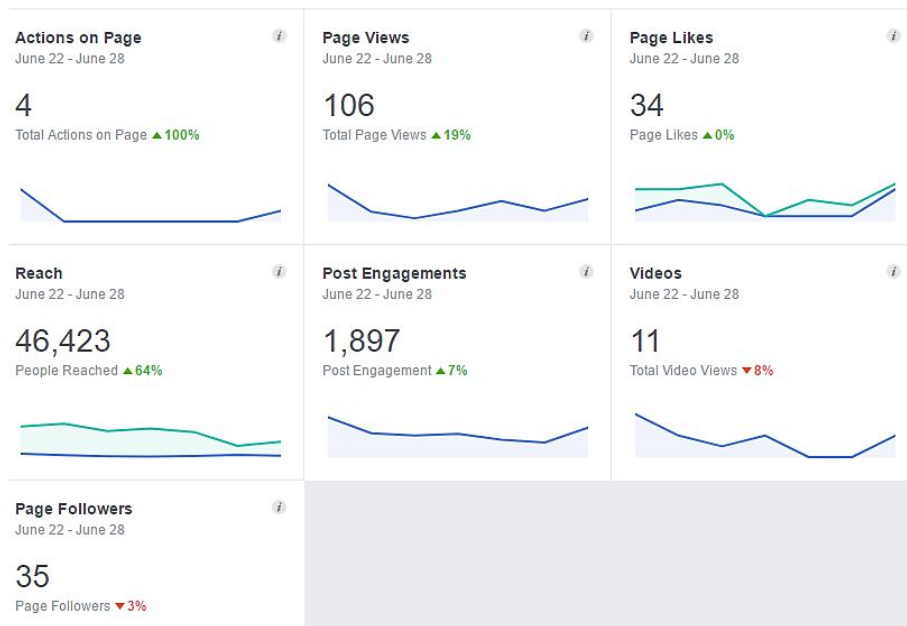 Actions on Page
June 22 - June 28
4
Total Actions on Page ▲100%
Page Views
June 22 - June 28
106
Total Page Views ▲19%
Page Likes
June 22 - June 28
34
Page Likes ▲0%
Reach
June 22 - June 28
46,423
People Reached ▲64%
Post Engagements
June 22 - June 28
1,897
Post Engagement ▲7%
Videos
June 22 - June 28
11
Total Video Views ▼8%
Page Followers
June 22 - June 28
35
Page Followers ▼3%